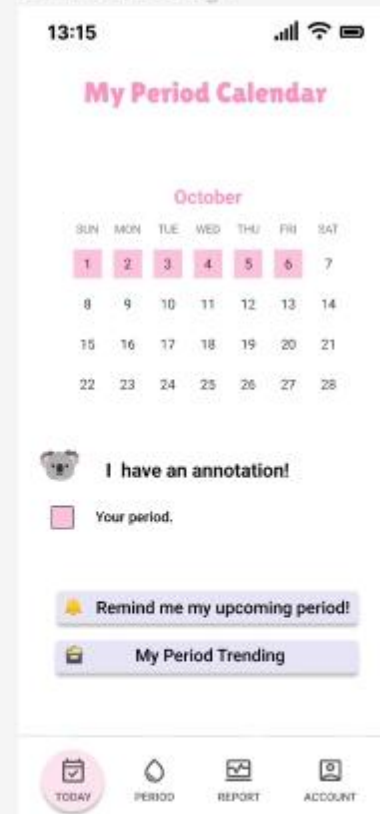 13:15
My Period Calendar
October
SUN MON TUE WED THU FRI SAT
1 2 3 4 5 6 7
8 9 10 11 12 13 14
15 16 17 18 19 20 21
22 23 24 25 26 27 28
I have an annotation!
Your period.
Remind me my upcoming period!
My Period Trending
TODAY PERIOD REPORT ACCOUNT